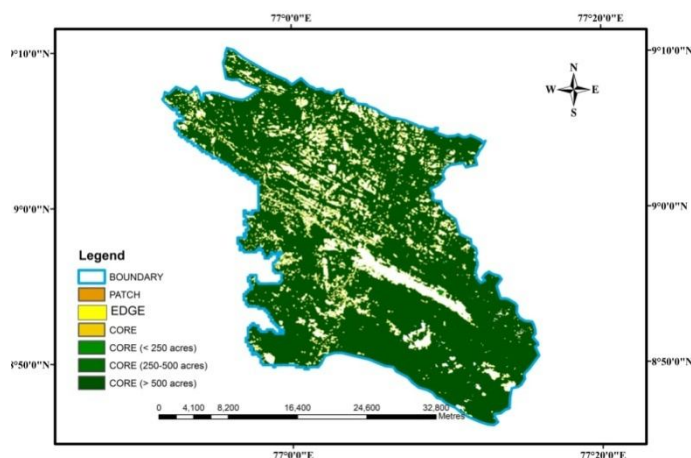 77°0'0"E 77°20'0"E
9°10'0"N 9°10'0"N
N
W E
S
9°0'0"N 9°0'0"N
Legend
BOUNDARY
PATCH
EDGE
CORE
CORE (< 250 acres)
CORE (250-500 acres)
CORE (> 500 acres)
8°50'0"N 8°50'0"N
0 4,100 8,200 16,400 24,600 32,800
Metres
77°0'0"E 77°20'0"E